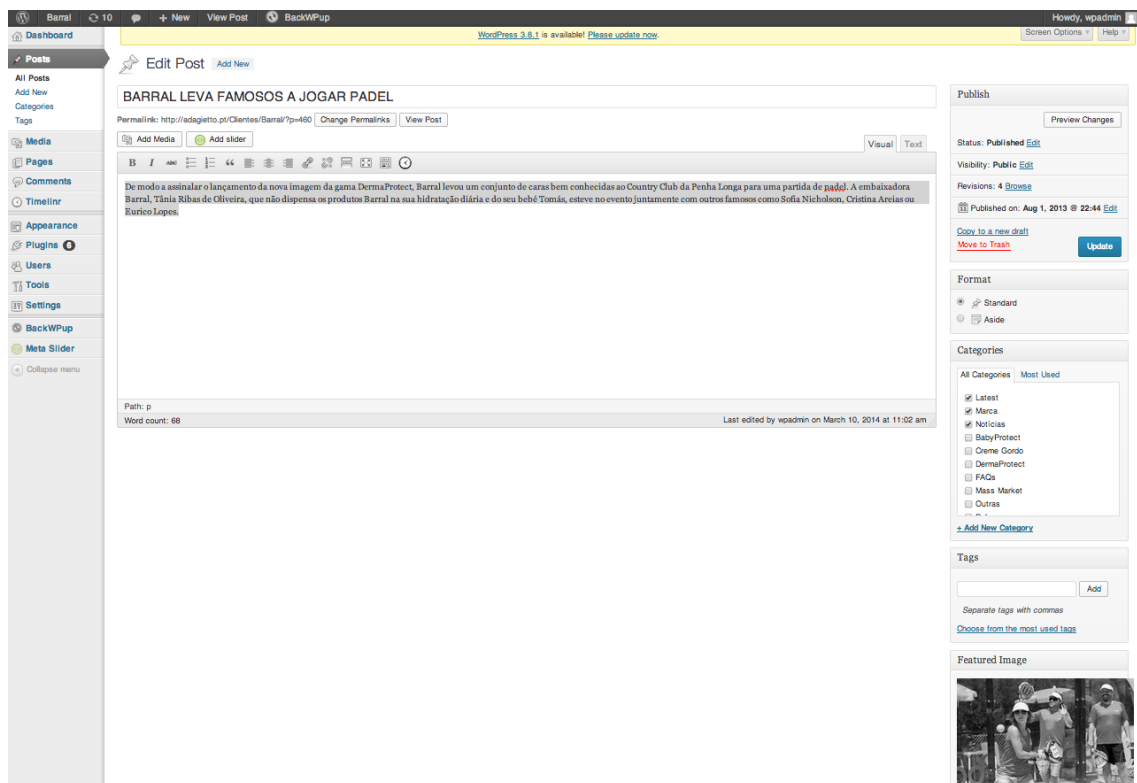 Barral 10 + New View Post BackWPup Howdy, wpadmin
WordPress 3.8.1 is available! Please update now.
Screen Options Help
Dashboard
Posts
All Posts
Add New
Categories
Tags
Media
Pages
Comments
Timelinr
Appearance
Plugins 6
Users
Tools
Settings
BackWPup
Meta Slider
Collapse menu
Edit Post Add New
BARRAL LEVA FAMOSOS A JOGAR PADEL
Permalink: http://adagietto.pt/Clientes/Barral/?p=460 Change Permalinks View Post
Add Media Add slider
Visual Text
B I ABC
De modo a assinalar o lançamento da nova imagem da gama DermaProtect, Barral levou um conjunto de caras bem conhecidas ao Country Club da Penha Longa para uma partida de padel. A embaixadora
Barral, Tânia Ribas de Oliveira, que não dispensa os produtos Barral na sua hidratação diária e do seu bebé Tomás, esteve no evento juntamente com outros famosos como Sofia Nicholson, Cristina Areias ou
Eurico Lopes.
Path: p
Word count: 68 Last edited by wpadmin on March 10, 2014 at 11:02 am
Publish
Preview Changes
Status: Published Edit
Visibility: Public Edit
Revisions: 4 Browse
Published on: Aug 1, 2013 @ 22:44 Edit
Copy to a new draft
Move to Trash
Update
Format
Standard
Aside
Categories
All Categories Most Used
Latest
Marca
Notícias
BabyProtect
Creme Gordo
DermaProtect
FAQs
Mass Market
Outras
+ Add New Category
Tags
Add
Separate tags with commas
Choose from the most used tags
Featured Image